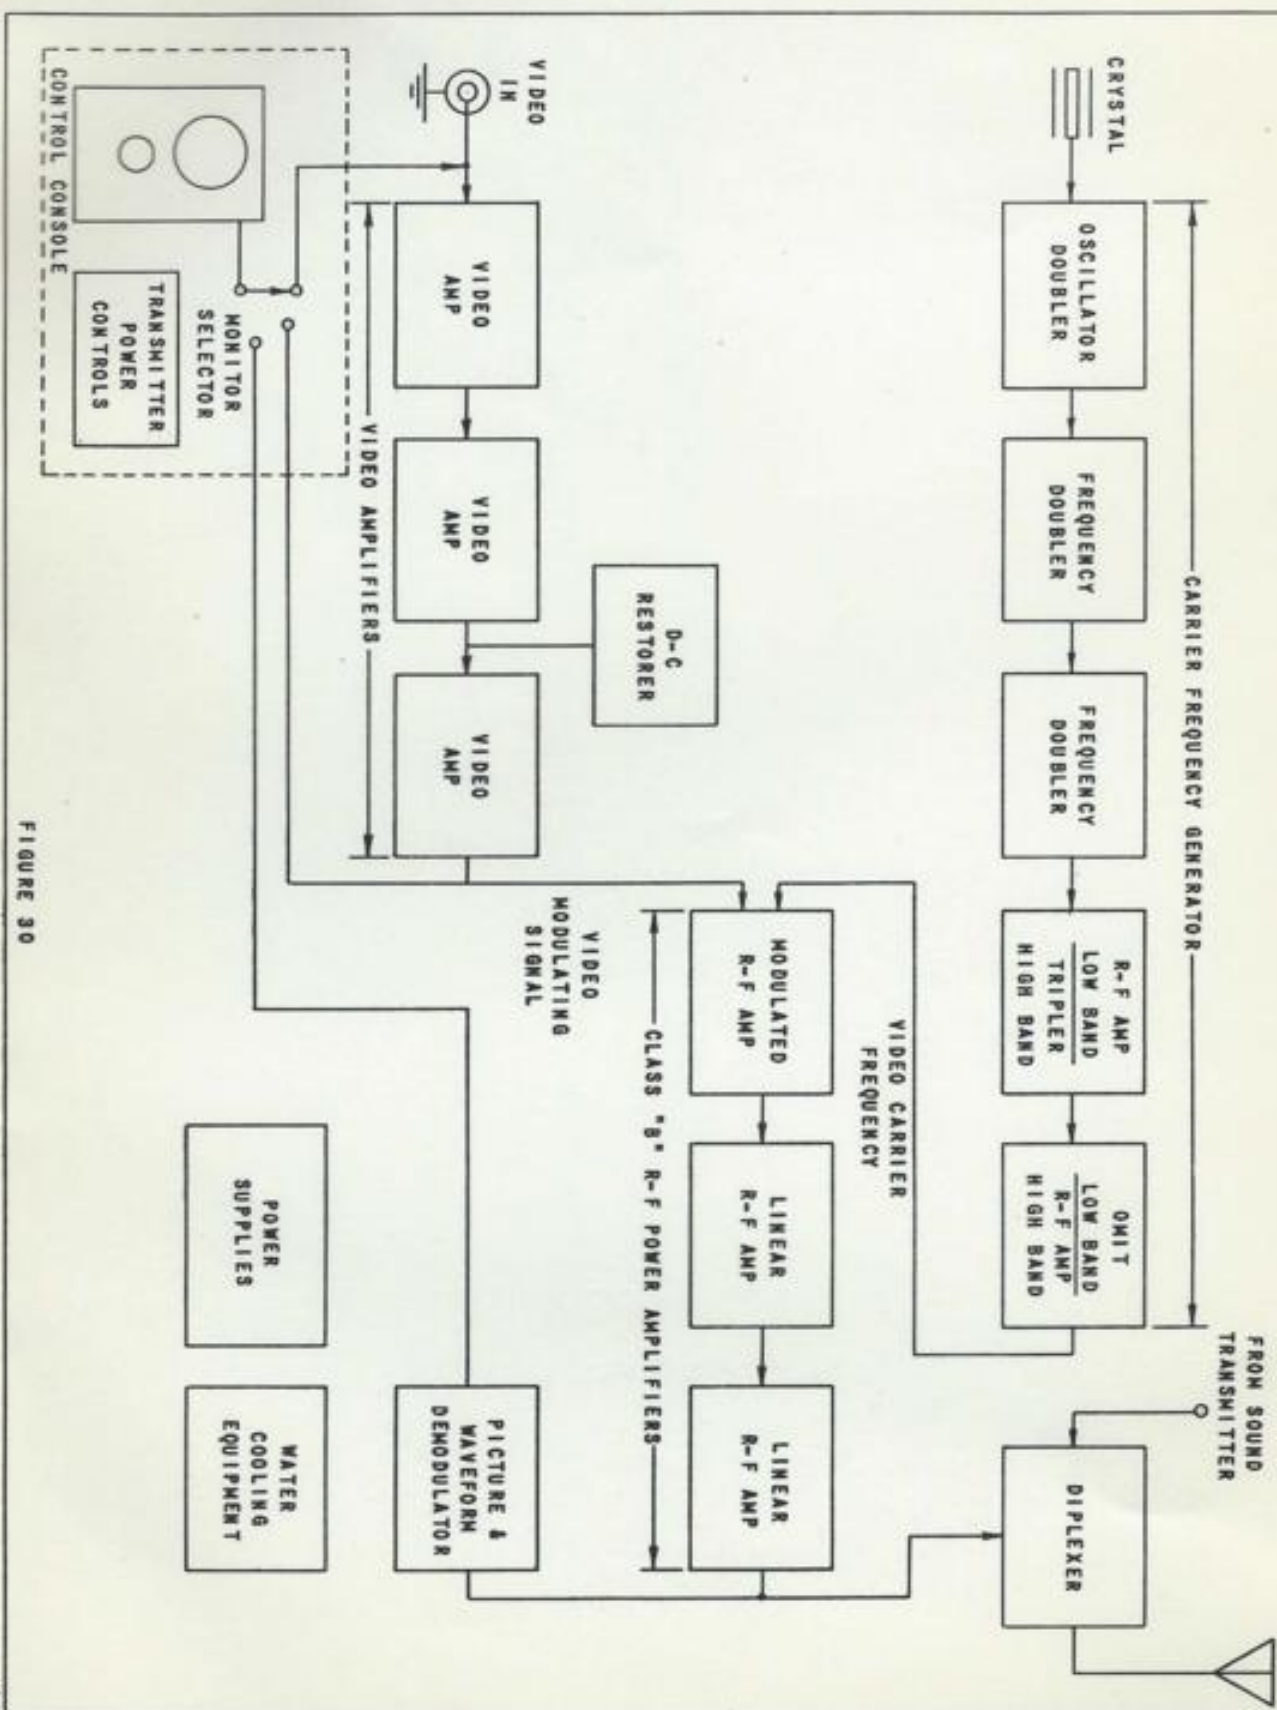 CRYSTAL
CARRIER FREQUENCY GENERATOR
OSCILLATOR
DOUBLER
FREQUENCY
DOUBLER
FREQUENCY
DOUBLER
R-F AMP
LOW BAND
TRIPLER
HIGH BAND
OMIT
LOW BAND
R-F AMP
HIGH BAND
FROM SOUND
TRANSMITTER
DIPLEXER
VIDEO CARRIER
FREQUENCY
MODULATED
R-F AMP
LINEAR
R-F AMP
LINEAR
R-F AMP
CLASS "B" R-F POWER AMPLIFIERS
D-C
RESTORER
VIDEO
MODULATING
SIGNAL
VIDEO
IN
VIDEO
AMP
VIDEO
AMP
VIDEO
AMP
VIDEO AMPLIFIERS
PICTURE &
WAVEFORM
DEMODULATOR
MONITOR
SELECTOR
TRANSMITTER
POWER
CONTROLS
CONTROL CONSOLE
POWER
SUPPLIES
WATER
COOLING
EQUIPMENT
FIGURE 30